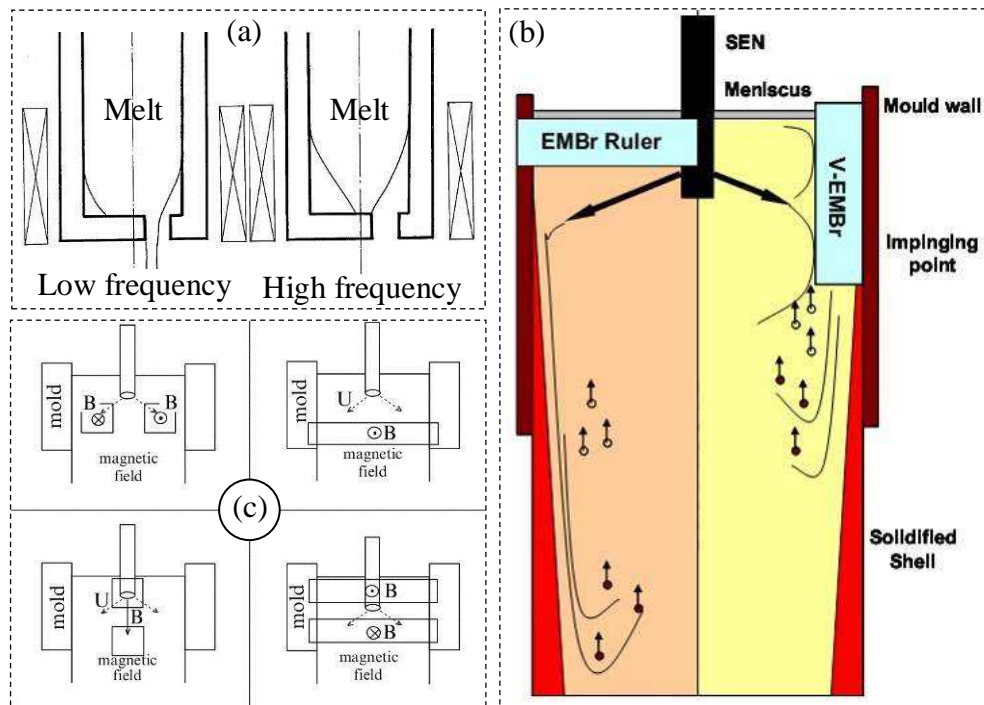 (a)
Melt
Melt
Low frequency
High frequency
(b)
SEN
Meniscus
Mould wall
EMBr Ruler
V-EMBr
Impinging
point
Solidified
Shell
(c)
mold
B
B
magnetic
field
mold
U
B
magnetic
field
mold
U
B
magnetic
field
mold
B
B
magnetic
field